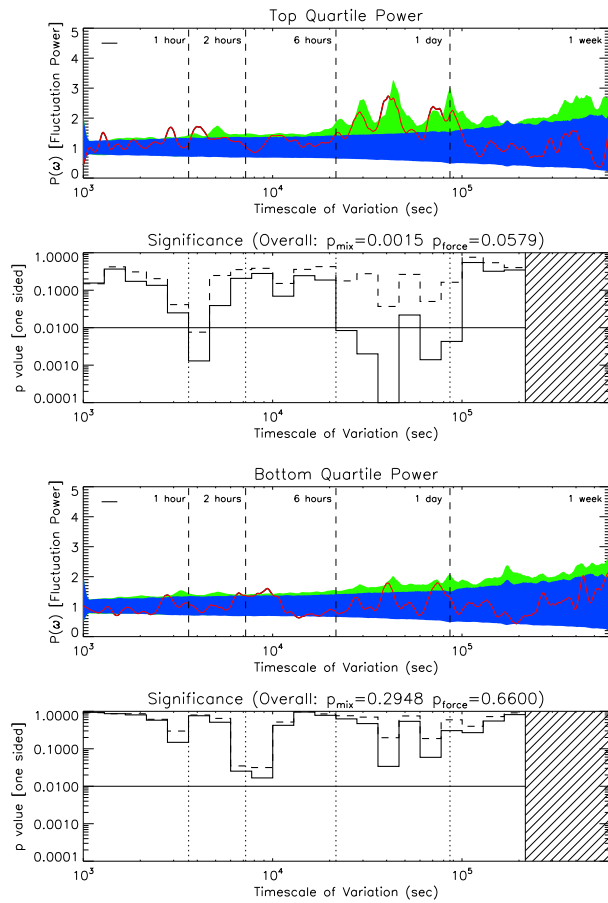 Top Quartile Power
P(ω) [Fluctuation Power]
5
4
3
2
1
0
1 hour
2 hours
6 hours
1 day
1 week
10³
10⁴
10⁵
Timescale of Variation (sec)
Significance (Overall: p_mix=0.0015 p_force=0.0579)
p value [one sided]
1.0000
0.1000
0.0100
0.0010
0.0001
10³
10⁴
10⁵
Timescale of Variation (sec)
Bottom Quartile Power
P(ω) [Fluctuation Power]
5
4
3
2
1
0
1 hour
2 hours
6 hours
1 day
1 week
10³
10⁴
10⁵
Timescale of Variation (sec)
Significance (Overall: p_mix=0.2948 p_force=0.6600)
p value [one sided]
1.0000
0.1000
0.0100
0.0010
0.0001
10³
10⁴
10⁵
Timescale of Variation (sec)